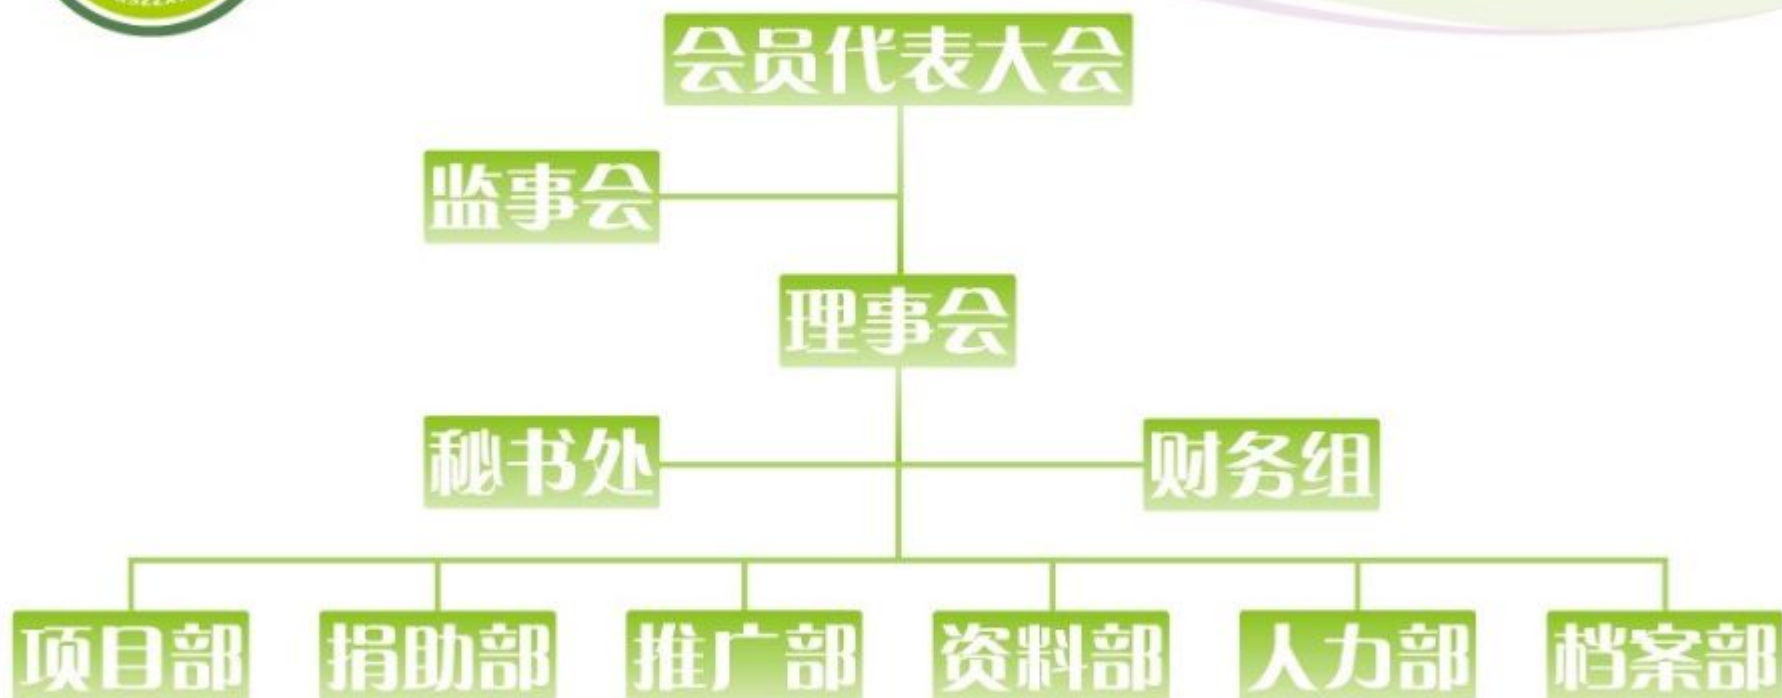 会员代表大会
监事会
理事会
秘书处 财务组
项目部 捐助部 推广部 资料部 人力部 档案部